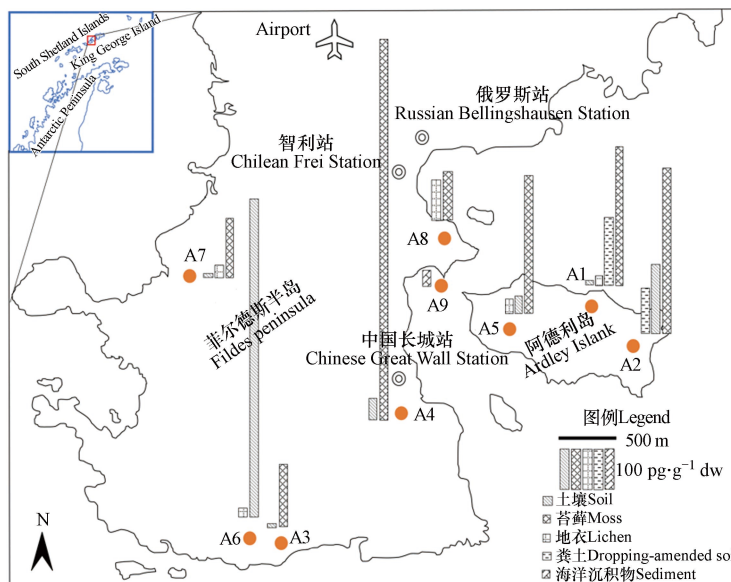 South Shetland Islands
King George Island
Antarctic Peninsula
Airport
俄罗斯站
Russian Bellingshausen Station
智利站
Chilean Frei Station
A7
A8
A9
A1
A5
A2
菲尔德斯半岛
Fildes peninsula
中国长城站
Chinese Great Wall Station
阿德利岛
Ardley Islank
A4
A6
A3
N
图例Legend
500 m
100 pg·g⁻¹ dw
土壤Soil
苔藓Moss
地衣Lichen
粪土Dropping-amended so
海洋沉积物Sediment